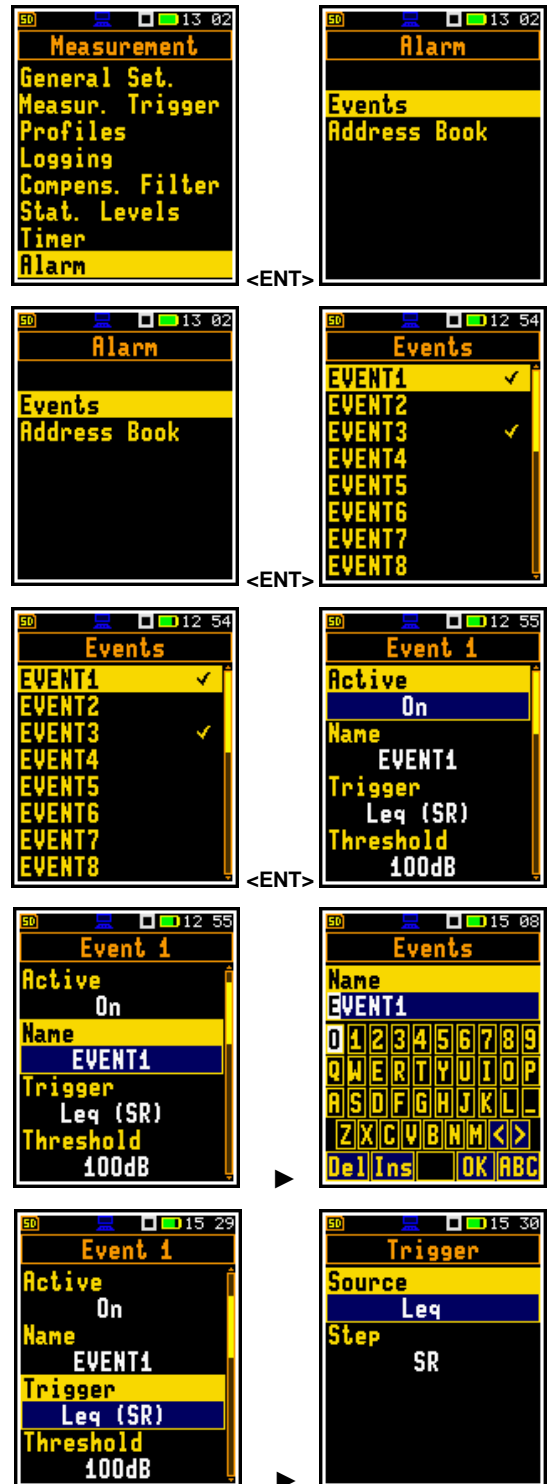 SD 13 02
Measurement
General Set.
Measur. Trigger
Profiles
Logging
Compens. Filter
Stat. Levels
Timer
Alarm
<ENT>
SD 13 02
Alarm
Events
Address Book
SD 13 02
Alarm
Events
Address Book
<ENT>
SD 12 54
Events
EVENT1 ✓
EVENT2
EVENT3 ✓
EVENT4
EVENT5
EVENT6
EVENT7
EVENT8
SD 12 54
Events
EVENT1 ✓
EVENT2
EVENT3 ✓
EVENT4
EVENT5
EVENT6
EVENT7
EVENT8
<ENT>
SD 12 55
Event 1
Active
On
Name
EVENT1
Trigger
Leq (SR)
Threshold
100dB
SD 12 55
Event 1
Active
On
Name
EVENT1
Trigger
Leq (SR)
Threshold
100dB
►
SD 15 08
Events
Name
EVENT1
0 1 2 3 4 5 6 7 8 9
Q W E R T Y U I O P
A S D F G H J K L _
Z X C V B N M < >
Del Ins OK ABC
SD 15 29
Event 1
Active
On
Name
EVENT1
Trigger
Leq (SR)
Threshold
100dB
►
SD 15 30
Trigger
Source
Leq
Step
SR